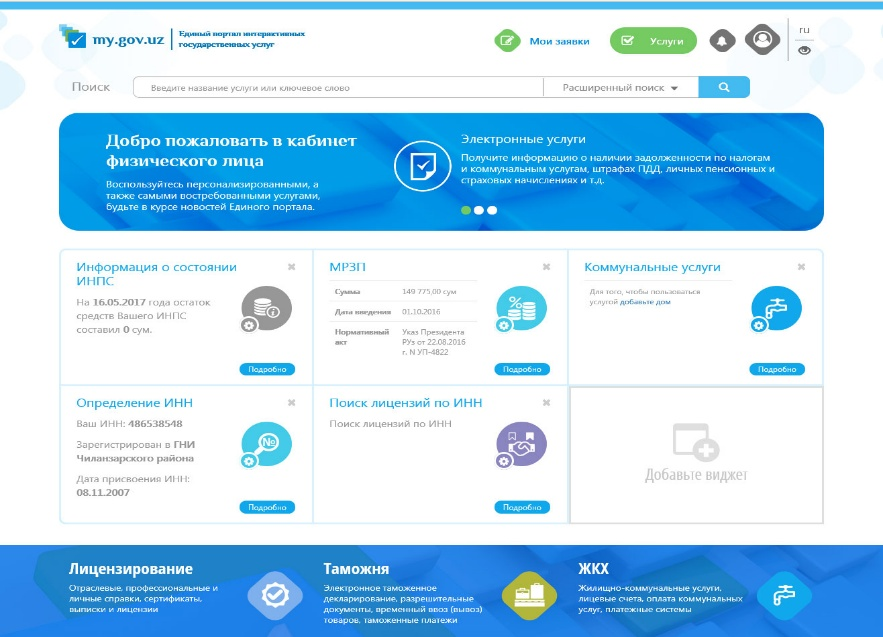 my.gov.uz
Единый портал интерактивных
государственных услуг
Мои заявки
Услуги
ru
Поиск
Введите название услуги или ключевое слово
Расширенный поиск
Добро пожаловать в кабинет
физического лица
Воспользуйтесь персонализированными, а
также самыми востребованными услугами,
будьте в курсе новостей Единого портала.
Электронные услуги
Получите информацию о наличии задолженности по налогам
и коммунальным услугам, штрафах ПДД, личных пенсионных и
страховых начислениях и т.д.
Информация о состоянии
ИНПС
На 16.05.2017 года остаток
средств Вашего ИНПС
составил 0 сум.
Подробно
МРЗП
Сумма 149 775,00 сум
Дата введения 01.10.2016
Нормативный
акт
Указ Президента
РУз от 22.08.2016
г. N УП-4822
Подробно
Коммунальные услуги
Для того, чтобы пользоваться
услугой добавьте дом
Подробно
Определение ИНН
Ваш ИНН: 486538548
Зарегистрирован в ГНИ
Чиланзарского района
Дата присвоения ИНН:
08.11.2007
№
Подробно
Поиск лицензий по ИНН
Поиск лицензий по ИНН
Подробно
Добавьте виджет
Лицензирование
Отраслевые, профессиональные и
личные справки, сертификаты,
выписки и лицензии
Таможня
Электронное таможенное
декларирование, разрешительные
документы, временный ввоз (вывоз)
товаров, таможенные платежи
ЖКХ
Жилищно-коммунальные услуги,
лицевые счета, оплата коммунальных
услуг, платежные системы